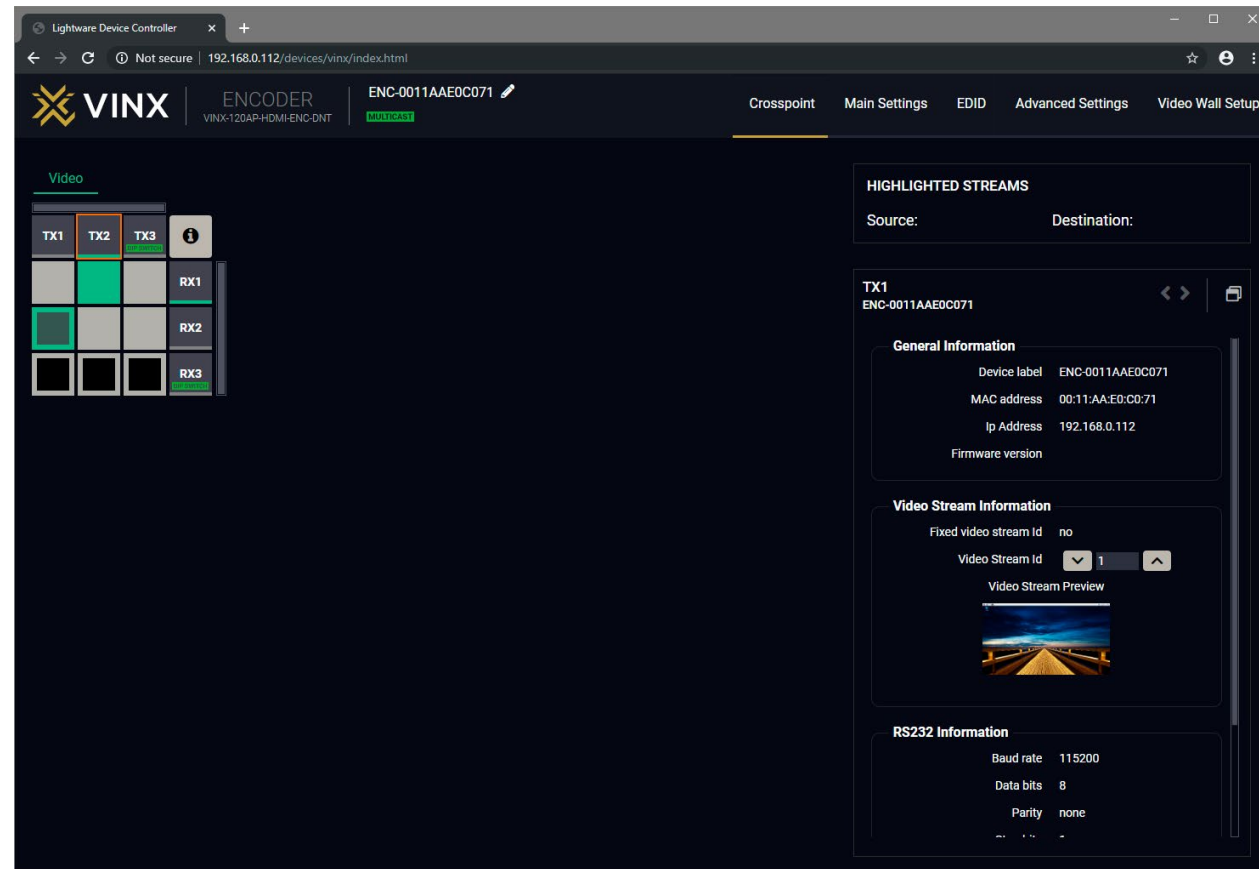 Lightware Device Controller
Not secure | 192.168.0.112/devices/vinx/index.html
VINX
ENCODER
VINX-120AP-HDMI-ENC-DNT
ENC-0011AAE0C071
MULTICAST
Crosspoint
Main Settings
EDID
Advanced Settings
Video Wall Setup
Video
TX1
TX2
TX3
DIP SWITCH
RX1
RX2
RX3
DIP SWITCH
HIGHLIGHTED STREAMS
Source: Destination:
TX1
ENC-0011AAE0C071
General Information
Device label ENC-0011AAE0C071
MAC address 00:11:AA:E0:C0:71
Ip Address 192.168.0.112
Firmware version
Video Stream Information
Fixed video stream Id no
Video Stream Id 1
Video Stream Preview
RS232 Information
Baud rate 115200
Data bits 8
Parity none